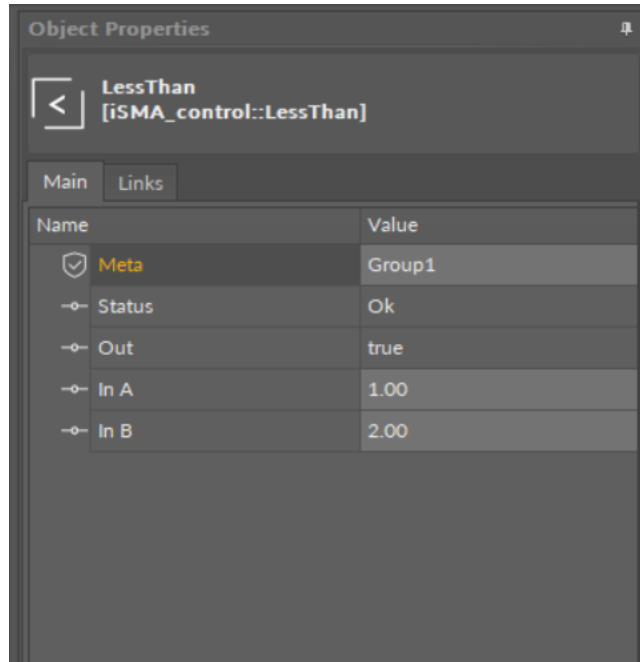 Object Properties
LessThan
[iSMA_control::LessThan]
Main Links
Name Value
Meta Group1
Status Ok
Out true
In A 1.00
In B 2.00